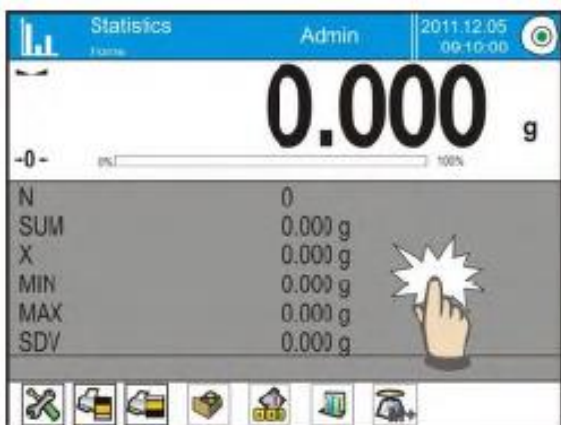 Statistics
Home
Admin
2011.12.05
09:10:00
0.000 g
→0←
0% 100%
N 0
SUM 0.000 g
X 0.000 g
MIN 0.000 g
MAX 0.000 g
SDV 0.000 g